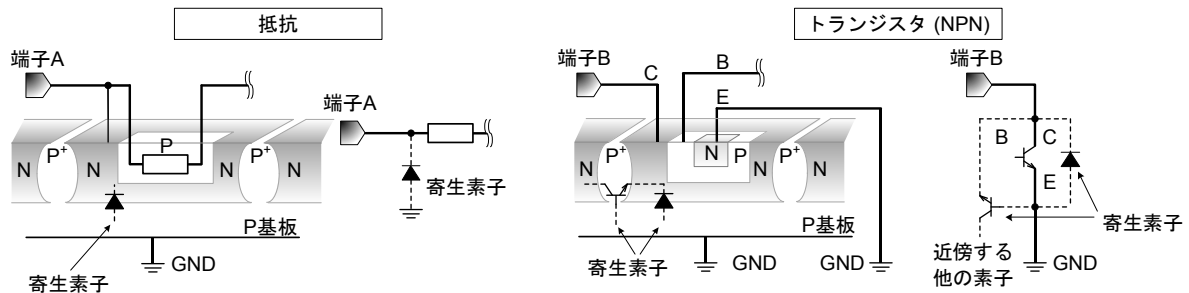 抵抗
トランジスタ (NPN)
端子A
端子A
端子B
C
B
E
端子B
N
P+
N
P
N
P+
N
N
P+
N
N
P
N
P+
N
B
C
E
寄生素子
P基板
P基板
寄生素子
GND
寄生素子
GND
GND
近傍する
他の素子
GND
寄生素子